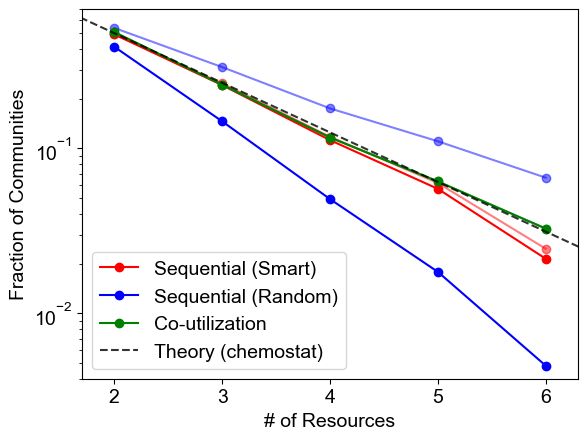 Fraction of Communities
10⁻¹
10⁻²
Sequential (Smart)
Sequential (Random)
Co-utilization
Theory (chemostat)
2 3 4 5 6
# of Resources